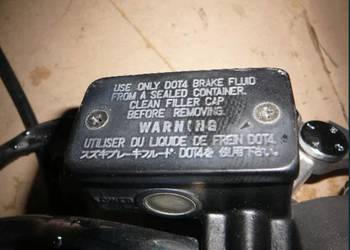 USE ONLY DOT4 BRAKE FLUID
FROM A SEALED CONTAINER.
CLEAN FILLER CAP
BEFORE REMOVING.
WARNING
UTILISER DU LIQUIDE DE FREIN DOT4.
スズキブレーキフルード DOT4を使用下さい。
LOWER